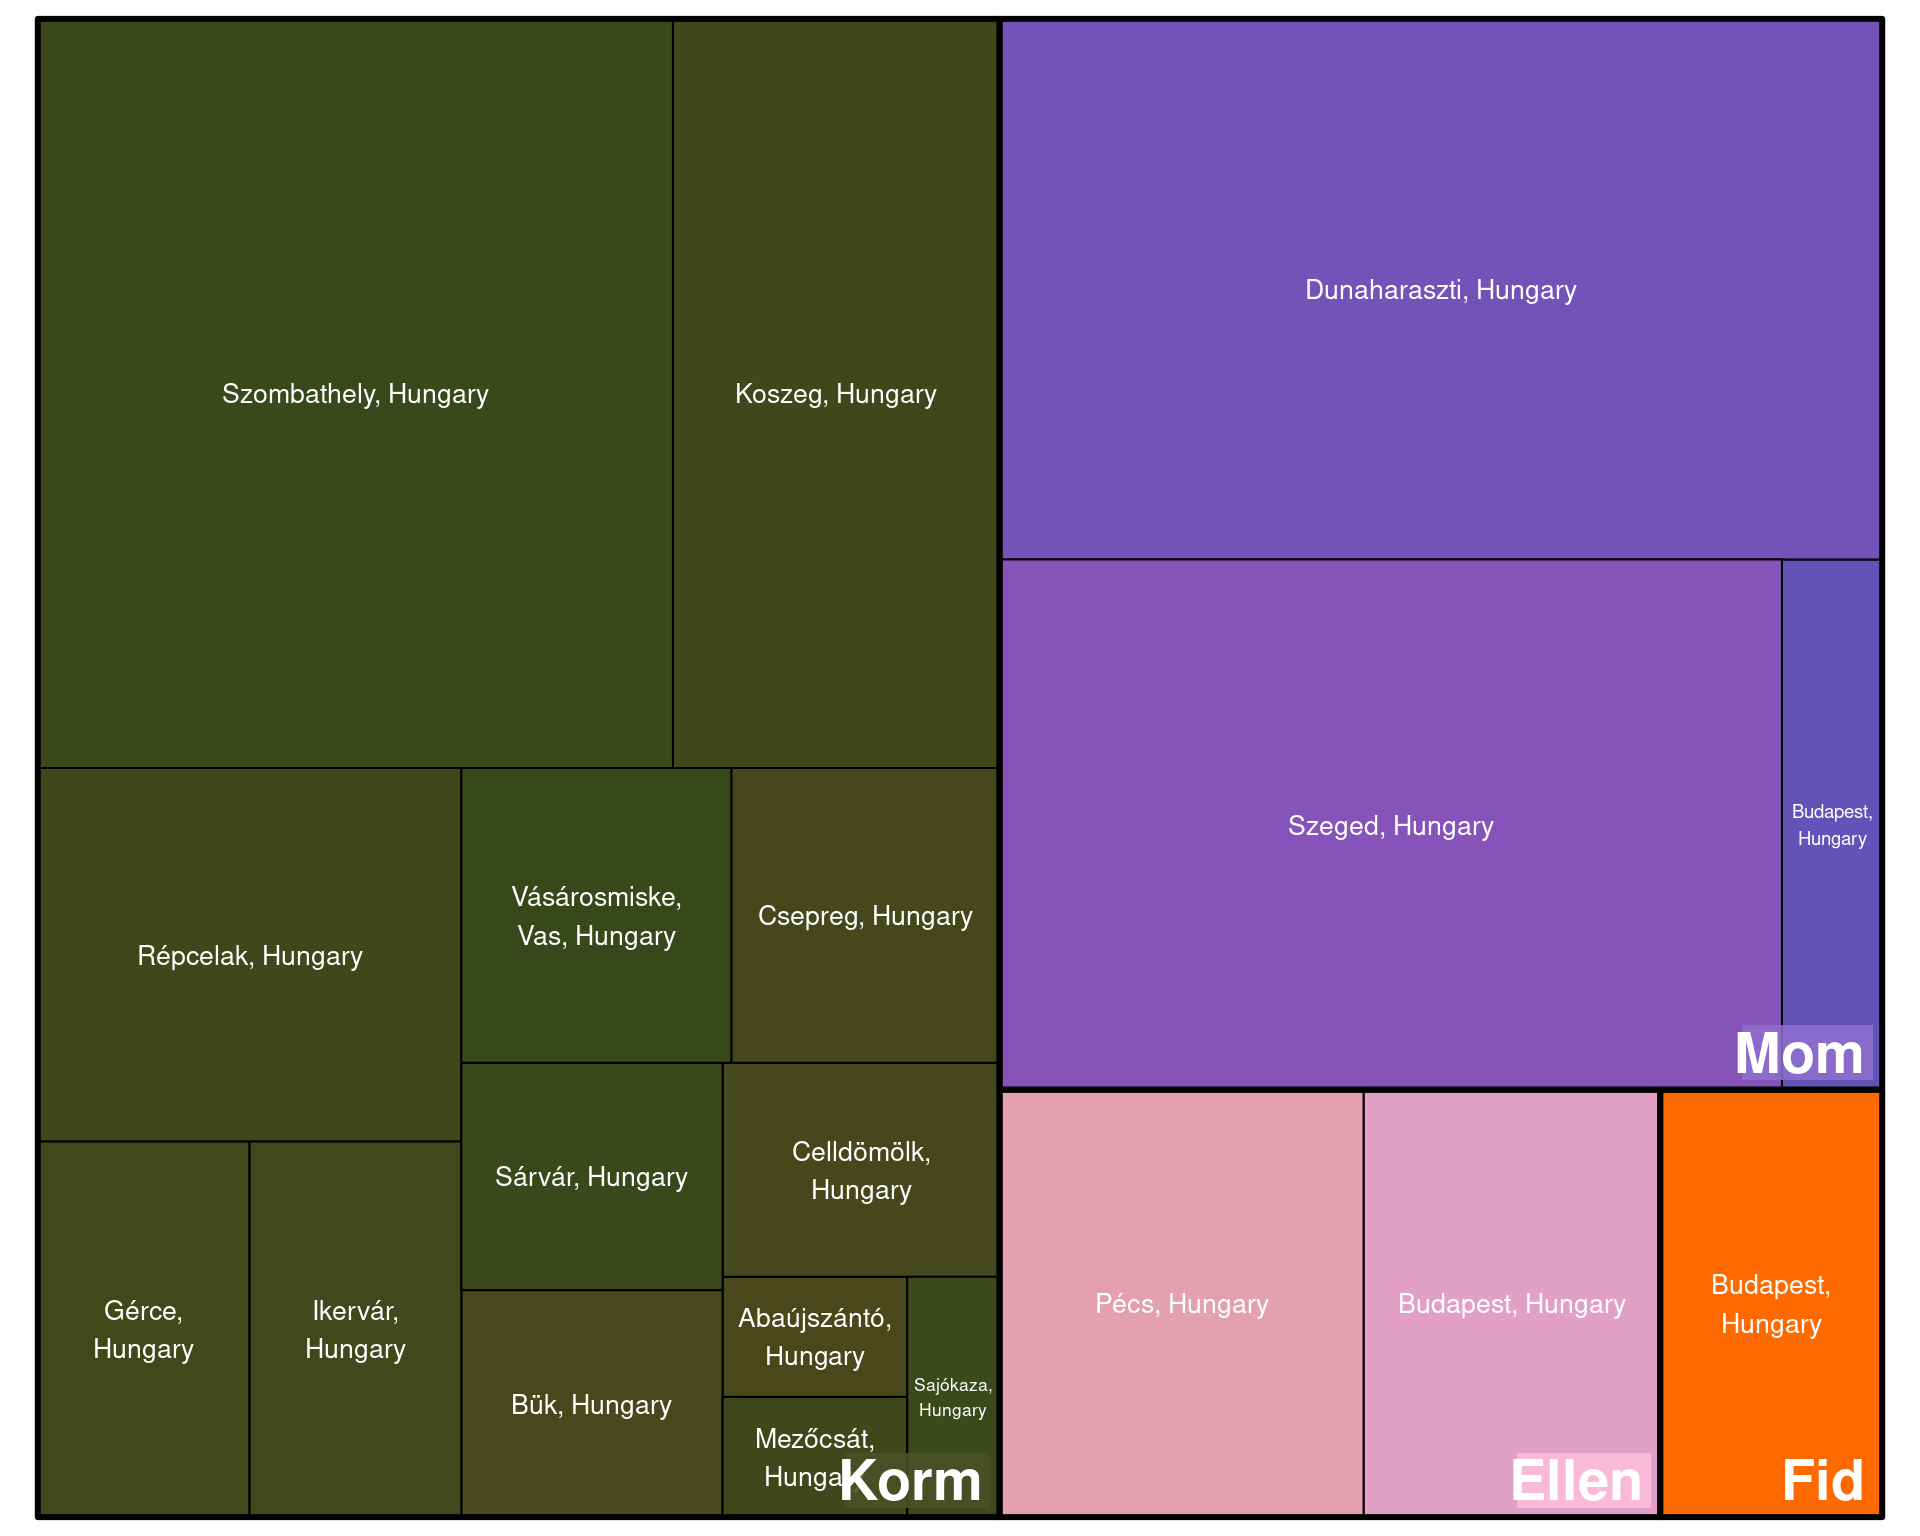 Szombathely, Hungary
Koszeg, Hungary
Répcelak, Hungary
Vásárosmiske,
Vas, Hungary
Csepreg, Hungary
Sárvár, Hungary
Celldömölk,
Hungary
Gérce,
Hungary
Ikervár,
Hungary
Bük, Hungary
Abaújszántó,
Hungary
Mezőcsát,
Hunga
Sajókaza,
Hungary
Korm
Dunaharaszti, Hungary
Szeged, Hungary
Budapest,
Hungary
Mom
Pécs, Hungary
Budapest, Hungary
Ellen
Budapest,
Hungary
Fid